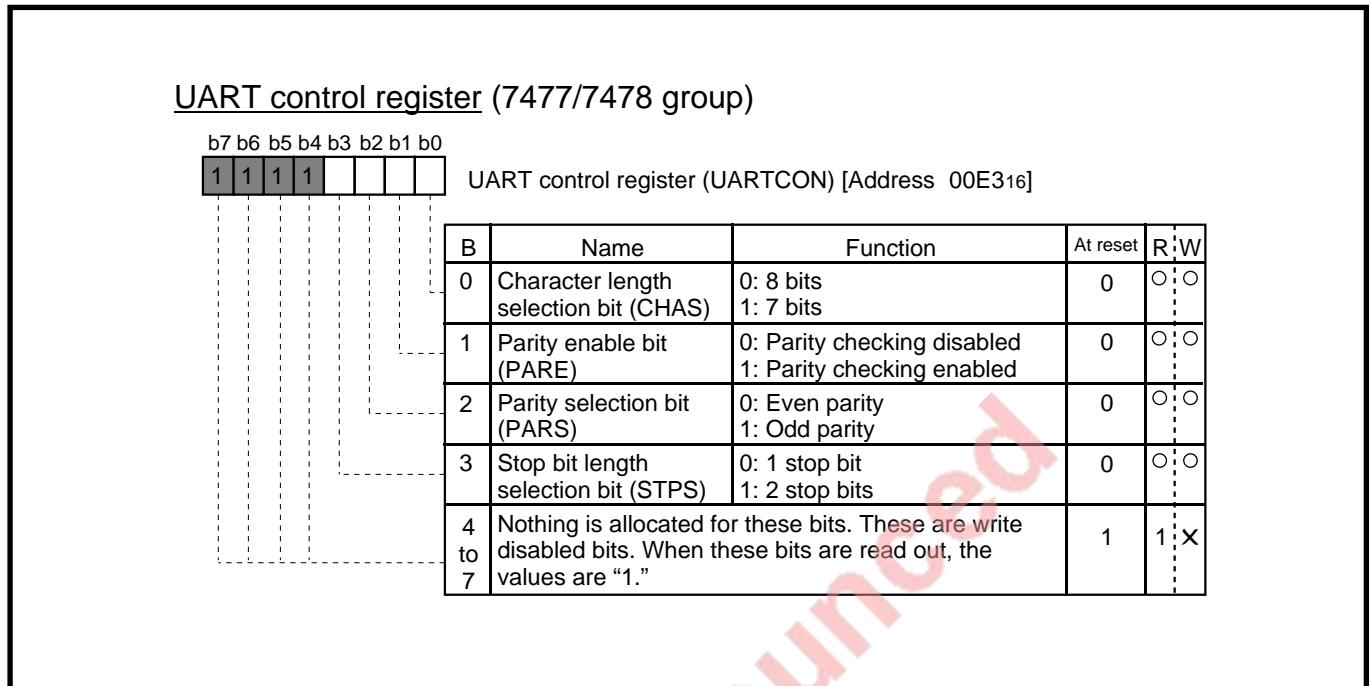 UART control register (7477/7478 group)
b7 b6 b5 b4 b3 b2 b1 b0
1 1 1 1
UART control register (UARTCON) [Address 00E316]
B Name Function At reset R W
0 Character length 0: 8 bits 0 ○ ○
selection bit (CHAS) 1: 7 bits
1 Parity enable bit 0: Parity checking disabled 0 ○ ○
(PARE) 1: Parity checking enabled
2 Parity selection bit 0: Even parity 0 ○ ○
(PARS) 1: Odd parity
3 Stop bit length 0: 1 stop bit 0 ○ ○
selection bit (STPS) 1: 2 stop bits
4 Nothing is allocated for these bits. These are write 1 1 ×
to disabled bits. When these bits are read out, the
7 values are “1.”
unced